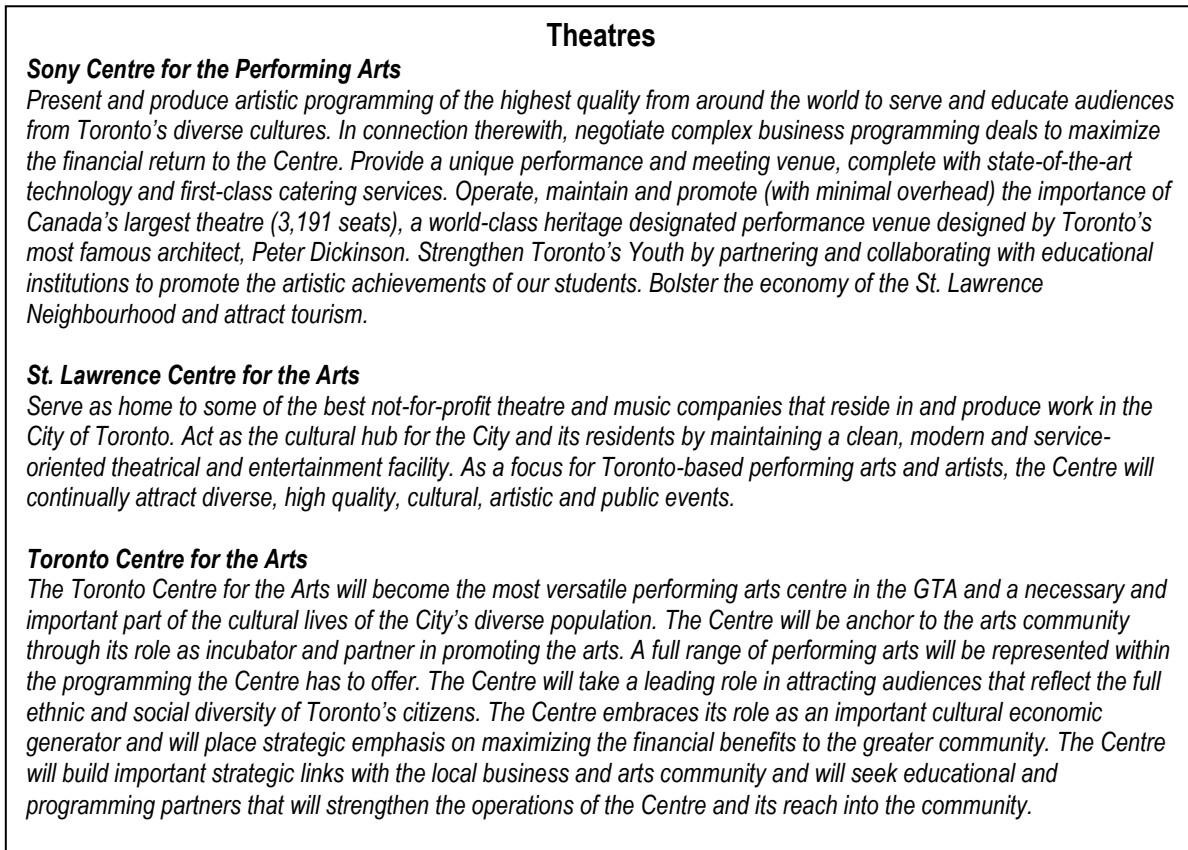 Theatres
Sony Centre for the Performing Arts
Present and produce artistic programming of the highest quality from around the world to serve and educate audiences
from Toronto’s diverse cultures. In connection therewith, negotiate complex business programming deals to maximize
the financial return to the Centre. Provide a unique performance and meeting venue, complete with state-of-the-art
technology and first-class catering services. Operate, maintain and promote (with minimal overhead) the importance of
Canada’s largest theatre (3,191 seats), a world-class heritage designated performance venue designed by Toronto’s
most famous architect, Peter Dickinson. Strengthen Toronto’s Youth by partnering and collaborating with educational
institutions to promote the artistic achievements of our students. Bolster the economy of the St. Lawrence
Neighbourhood and attract tourism.
St. Lawrence Centre for the Arts
Serve as home to some of the best not-for-profit theatre and music companies that reside in and produce work in the
City of Toronto. Act as the cultural hub for the City and its residents by maintaining a clean, modern and service-
oriented theatrical and entertainment facility. As a focus for Toronto-based performing arts and artists, the Centre will
continually attract diverse, high quality, cultural, artistic and public events.
Toronto Centre for the Arts
The Toronto Centre for the Arts will become the most versatile performing arts centre in the GTA and a necessary and
important part of the cultural lives of the City’s diverse population. The Centre will be anchor to the arts community
through its role as incubator and partner in promoting the arts. A full range of performing arts will be represented within
the programming the Centre has to offer. The Centre will take a leading role in attracting audiences that reflect the full
ethnic and social diversity of Toronto’s citizens. The Centre embraces its role as an important cultural economic
generator and will place strategic emphasis on maximizing the financial benefits to the greater community. The Centre
will build important strategic links with the local business and arts community and will seek educational and
programming partners that will strengthen the operations of the Centre and its reach into the community.